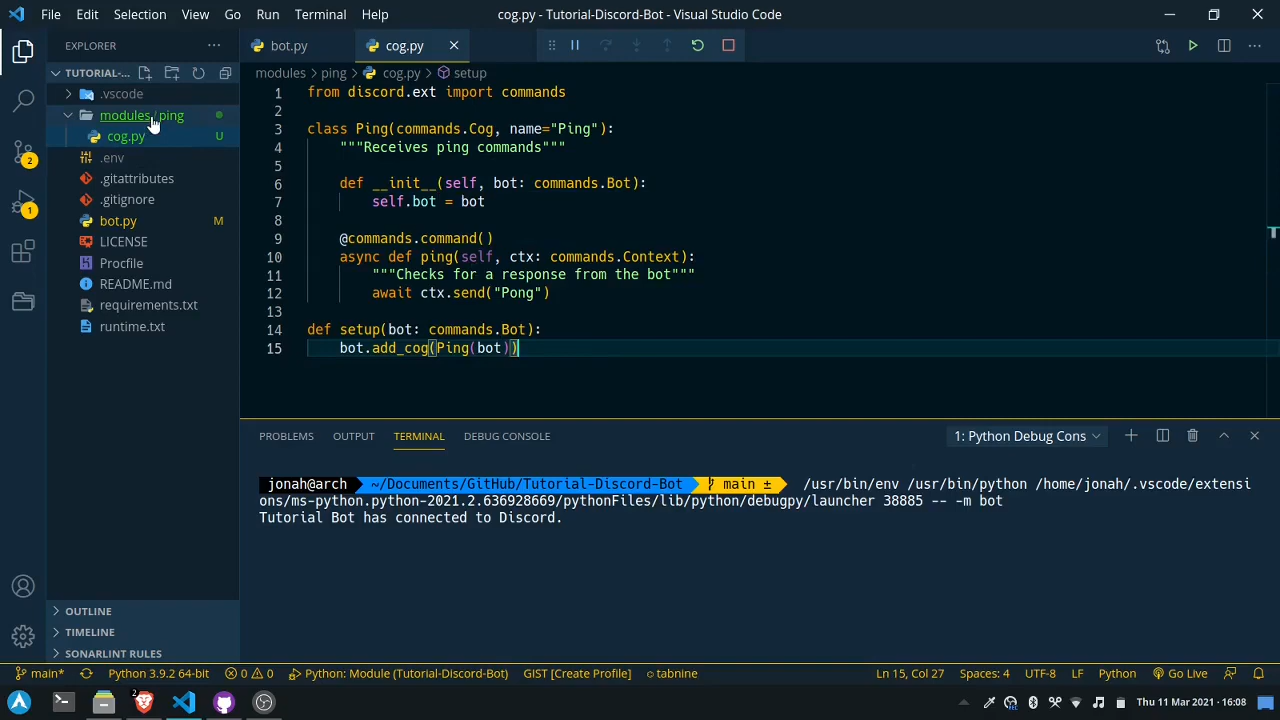 File Edit Selection View Go Run Terminal Help
cog.py - Tutorial-Discord-Bot - Visual Studio Code
EXPLORER
bot.py
cog.py
TUTORIAL-...
modules ping cog.py setup
.vscode
modules / ping
cog.py U
.env
.gitattributes
.gitignore
bot.py M
LICENSE
Procfile
README.md
requirements.txt
runtime.txt
OUTLINE
TIMELINE
SONARLINT RULES
2
1
1 from discord.ext import commands
2
3 class Ping(commands.Cog, name="Ping"):
4 """Receives ping commands"""
5
6 def __init__(self, bot: commands.Bot):
7 self.bot = bot
8
9 @commands.command()
10 async def ping(self, ctx: commands.Context):
11 """Checks for a response from the bot"""
12 await ctx.send("Pong")
13
14 def setup(bot: commands.Bot):
15 bot.add_cog(Ping(bot))
PROBLEMS OUTPUT TERMINAL DEBUG CONSOLE
1: Python Debug Cons
jonah@arch ~/Documents/GitHub/Tutorial-Discord-Bot main ± /usr/bin/env /usr/bin/python /home/jonah/.vscode/extensi
ons/ms-python.python-2021.2.636928669/pythonFiles/lib/python/debugpy/launcher 38885 -- -m bot
Tutorial Bot has connected to Discord.
main* Python 3.9.2 64-bit 0 0 Python: Module (Tutorial-Discord-Bot) GIST [Create Profile] tabnine Ln 15, Col 27 Spaces: 4 UTF-8 LF Python Go Live
2
Thu 11 Mar 2021 16:08